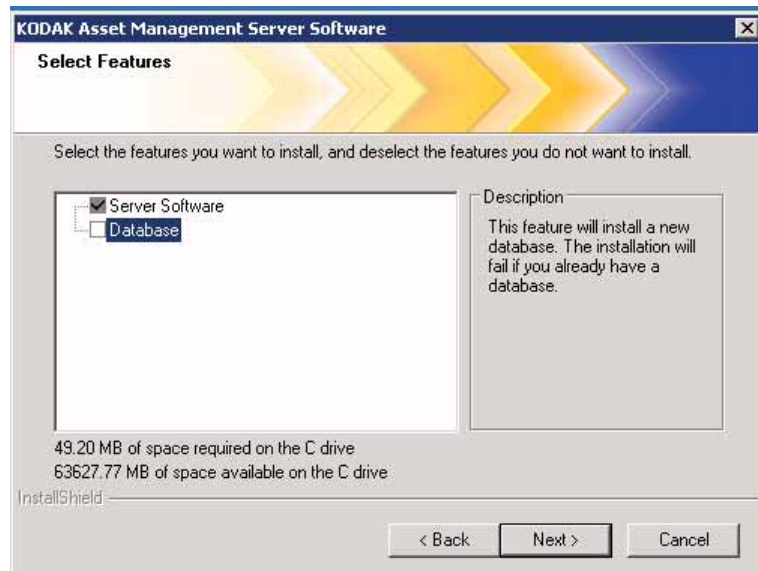 KODAK Asset Management Server Software
Select Features
Select the features you want to install, and deselect the features you do not want to install.
Server Software
Database
Description
This feature will install a new
database. The installation will
fail if you already have a
database.
49.20 MB of space required on the C drive
63627.77 MB of space available on the C drive
InstallShield
< Back
Next >
Cancel